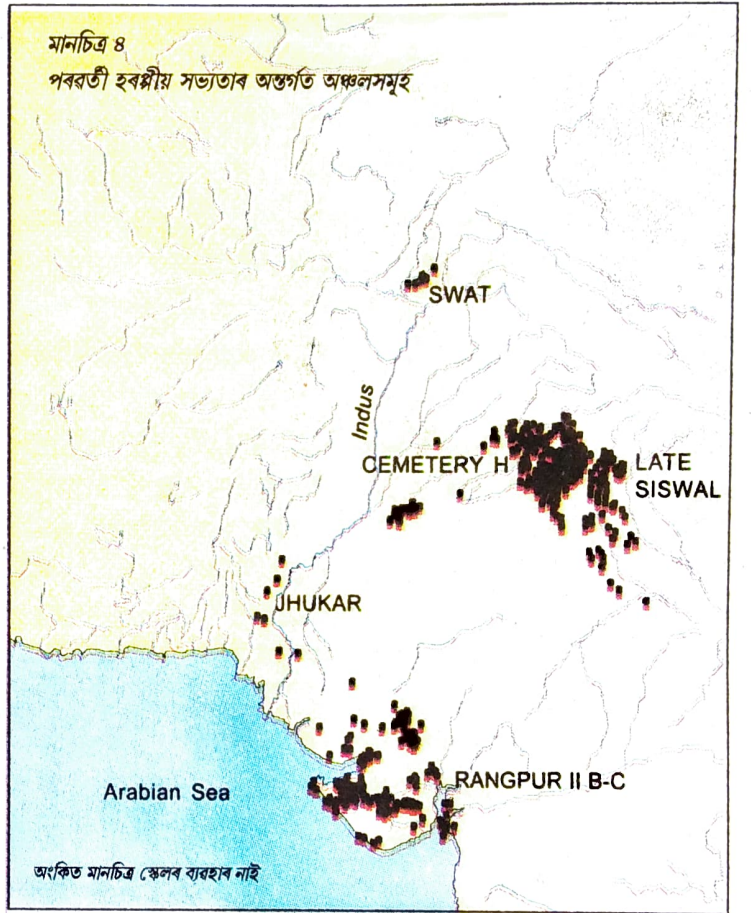 মানচিত্ৰ ৪
পৰৱৰ্তী হৰপ্পীয় সভ্যতাৰ অন্তৰ্গত অঞ্চলসমূহ
SWAT
Indus
CEMETERY H
LATE
SISWAL
JHUKAR
RANGPUR II B-C
Arabian Sea
অংকিত মানচিত্ৰ স্কেলৰ ব্যৱহাৰ নাই